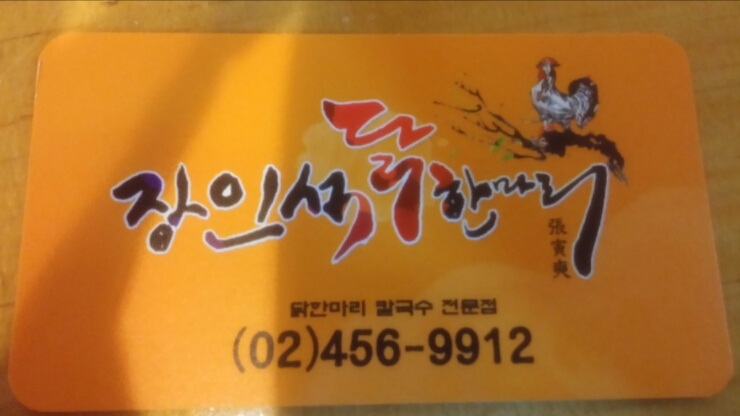 장인석닭한마리
張寅奭
닭한마리 칼국수 전문점
(02)456-9912